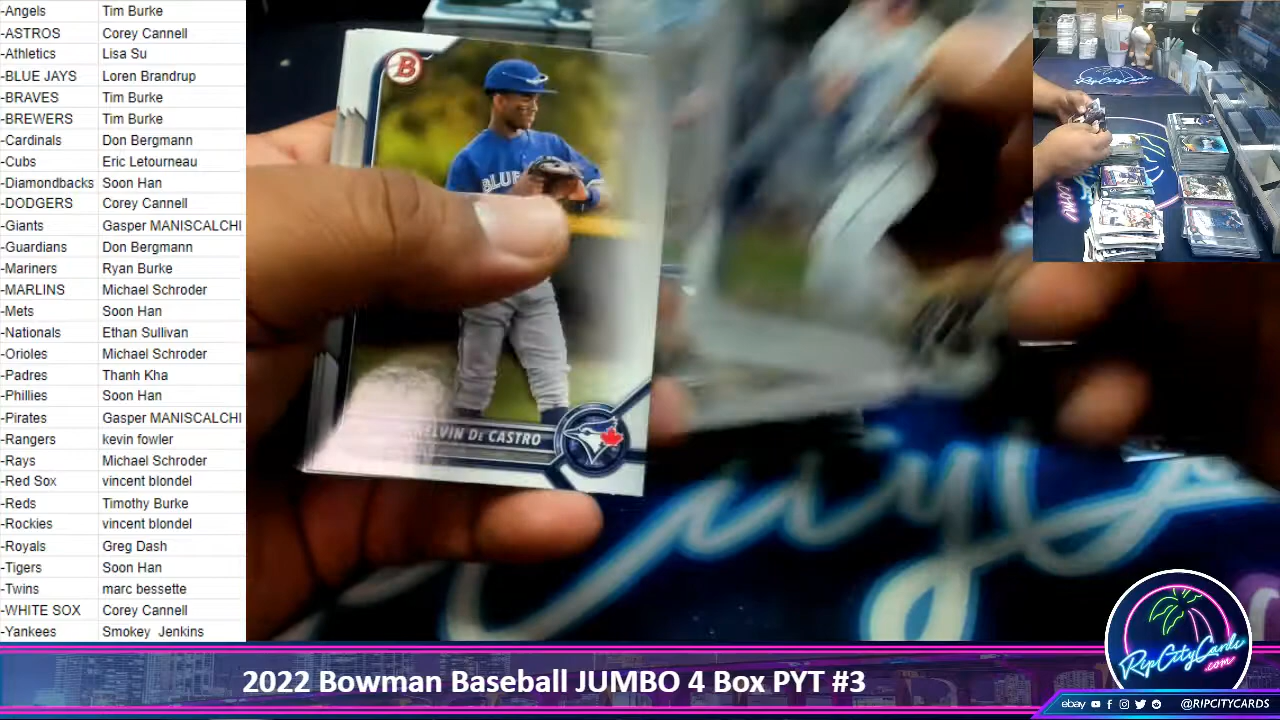 -Angels Tim Burke
-ASTROS Corey Cannell
-Athletics Lisa Su
-BLUE JAYS Loren Brandrup
-BRAVES Tim Burke
-BREWERS Tim Burke
-Cardinals Don Bergmann
-Cubs Eric Letourneau
-Diamondbacks Soon Han
-DODGERS Corey Cannell
-Giants Gasper MANISCALCHI
-Guardians Don Bergmann
-Mariners Ryan Burke
-MARLINS Michael Schroder
-Mets Soon Han
-Nationals Ethan Sullivan
-Orioles Michael Schroder
-Padres Thanh Kha
-Phillies Soon Han
-Pirates Gasper MANISCALCHI
-Rangers kevin fowler
-Rays Michael Schroder
-Red Sox vincent blondel
-Reds Timothy Burke
-Rockies vincent blondel
-Royals Greg Dash
-Tigers Soon Han
-Twins marc bessette
-WHITE SOX Corey Cannell
-Yankees Smokey Jenkins
B
BLUE
DE CASTRO
RipCityCards
.com
2022 Bowman Baseball JUMBO 4 Box PYT #3
ebay @RIPCITYCARDS